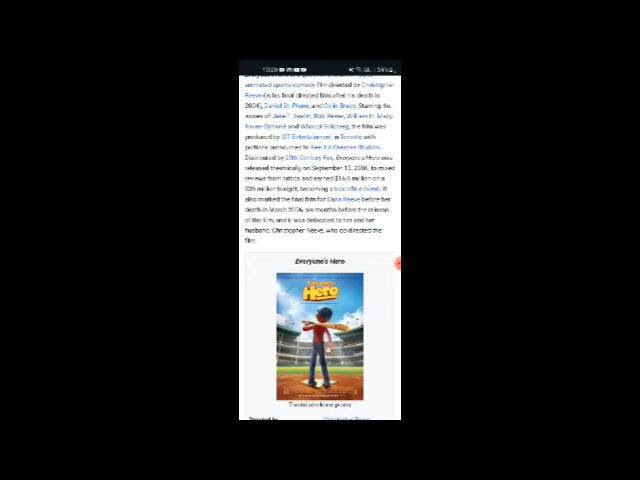 animated sports comedy film directed by Christopher
Reeve (in his final directed film after his death in
2004), Daniel St. Pierre, and Colin Brady. Starring the
voices of Jake T. Austin, Rob Reiner, William H. Macy,
Raven-Symoné and Whoopi Goldberg, the film was
produced by IDT Entertainment in Toronto with
portions outsourced to Reel FX Creative Studios.
Distributed by 20th Century Fox, Everyone's Hero was
released theatrically on September 15, 2006, to mixed
reviews from critics and earned $16.6 million on a
$35 million budget, becoming a box office bomb. It
also marked the final film for Dana Reeve before her
death in March 2006, six months before the release
of the film, and it was dedicated to her and her
husband, Christopher Reeve, who co-directed the
film.
Everyone's Hero
Everyone's
Hero
Theatrical release poster
Directed by
Christopher Reeve